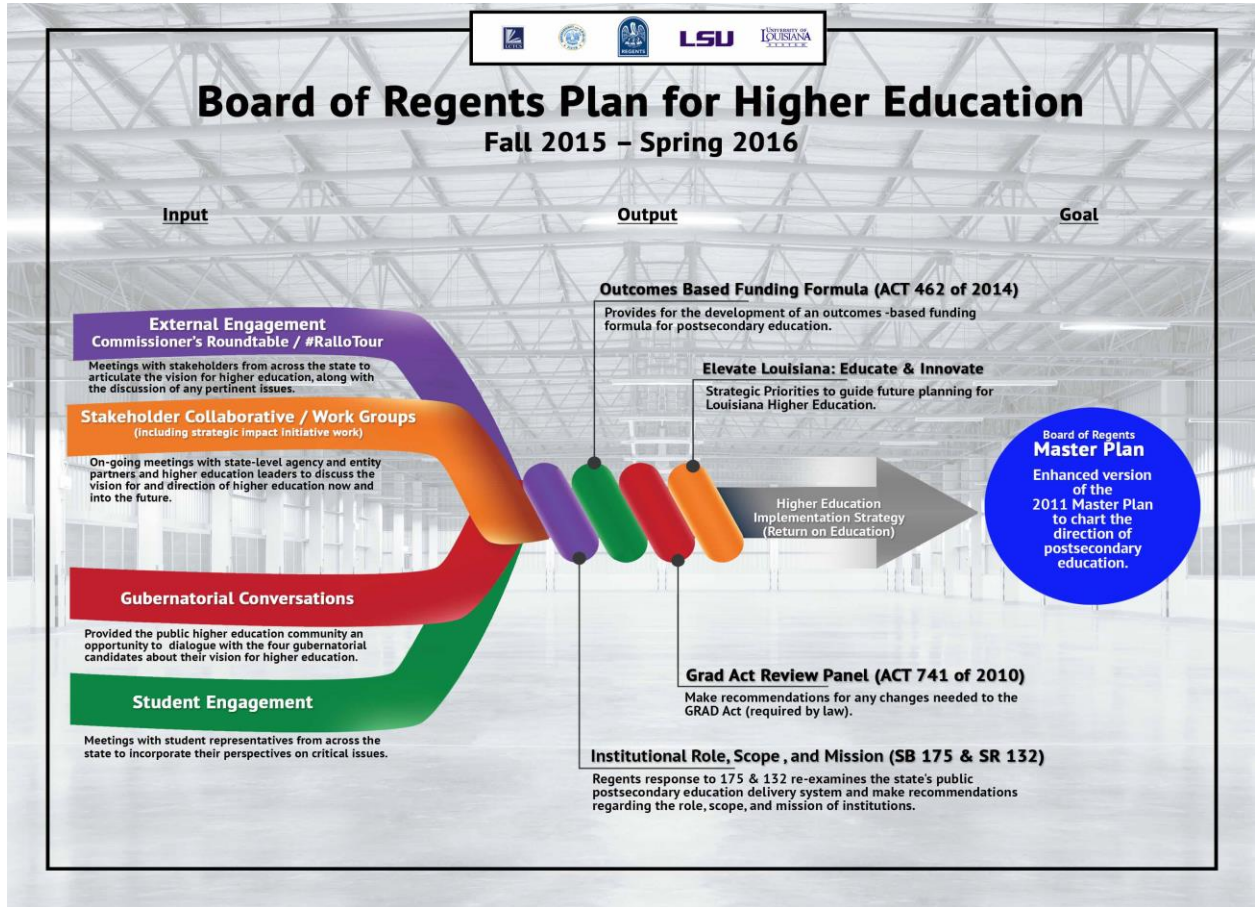 LCTCS
REGENTS
LSU
UNIVERSITY OF
LOUISIANA
SYSTEM
Board of Regents Plan for Higher Education
Fall 2015 – Spring 2016
Input
Output
Goal
External Engagement
Commissioner's Roundtable / #RalloTour
Meetings with stakeholders from across the state to
articulate the vision for higher education, along with
the discussion of any pertinent issues.
Stakeholder Collaborative / Work Groups
(including strategic impact initiative work)
On-going meetings with state-level agency and entity
partners and higher education leaders to discuss the
vision for and direction of higher education now and
into the future.
Gubernatorial Conversations
Provided the public higher education community an
opportunity to dialogue with the four gubernatorial
candidates about their vision for higher education.
Student Engagement
Meetings with student representatives from across the
state to incorporate their perspectives on critical issues.
Outcomes Based Funding Formula (ACT 462 of 2014)
Provides for the development of an outcomes -based funding
formula for postsecondary education.
Elevate Louisiana: Educate & Innovate
Strategic Priorities to guide future planning for
Louisiana Higher Education.
Higher Education
Implementation Strategy
(Return on Education)
Grad Act Review Panel (ACT 741 of 2010)
Make recommendations for any changes needed to the
GRAD Act (required by law).
Institutional Role, Scope , and Mission (SB 175 & SR 132)
Regents response to 175 & 132 re-examines the state's public
postsecondary education delivery system and make recommendations
regarding the role, scope, and mission of institutions.
Board of Regents
Master Plan
Enhanced version
of the
2011 Master Plan
to chart the
direction of
postsecondary
education.